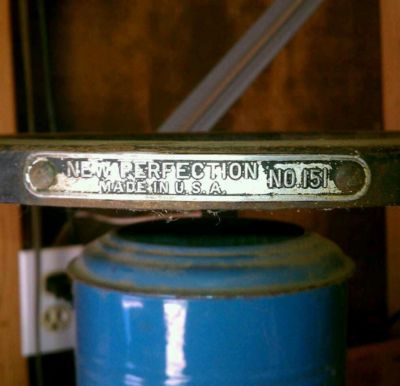 NEW PERFECTION NO. 151
MADE IN U.S.A.